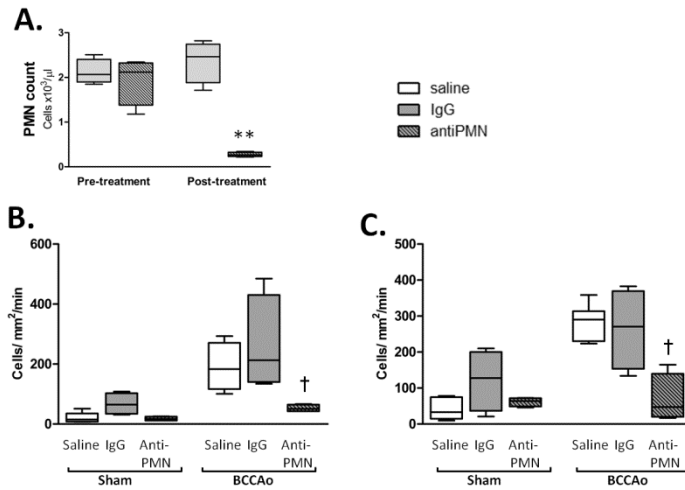 A.
PMN count
Cells x10³/µl
3
2
1
0
**
Pre-treatment Post-treatment
saline
IgG
antiPMN
B.
Cells/ mm²/min
600
400
200
0
†
Saline IgG Anti-
PMN
Saline IgG Anti-
PMN
Sham BCCAo
C.
Cells/ mm²/min
500
400
300
200
100
0
†
Saline IgG Anti-
PMN
Saline IgG Anti-
PMN
Sham BCCAo